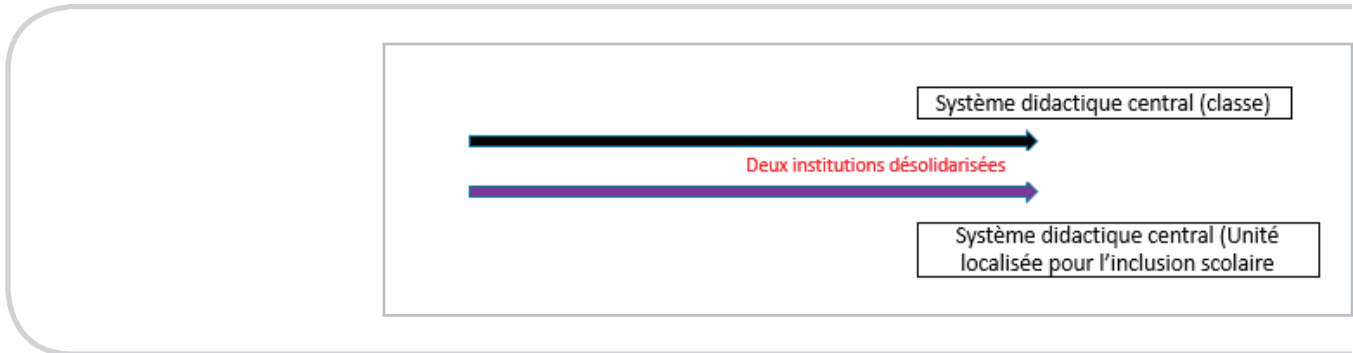 Système didactique central (classe)
Deux institutions désolidarisées
Système didactique central (Unité
localisée pour l'inclusion scolaire